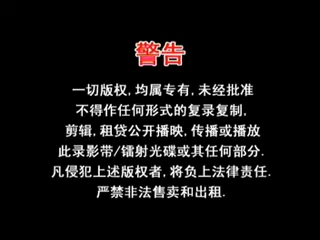 警告
一切版权, 均属专有, 未经批准
不得作任何形式的复录复制,
剪辑, 租贷公开播映, 传播或播放
此录影带/镭射光碟或其任何部分.
凡侵犯上述版权者, 将负上法律责任.
严禁非法售卖和出租.